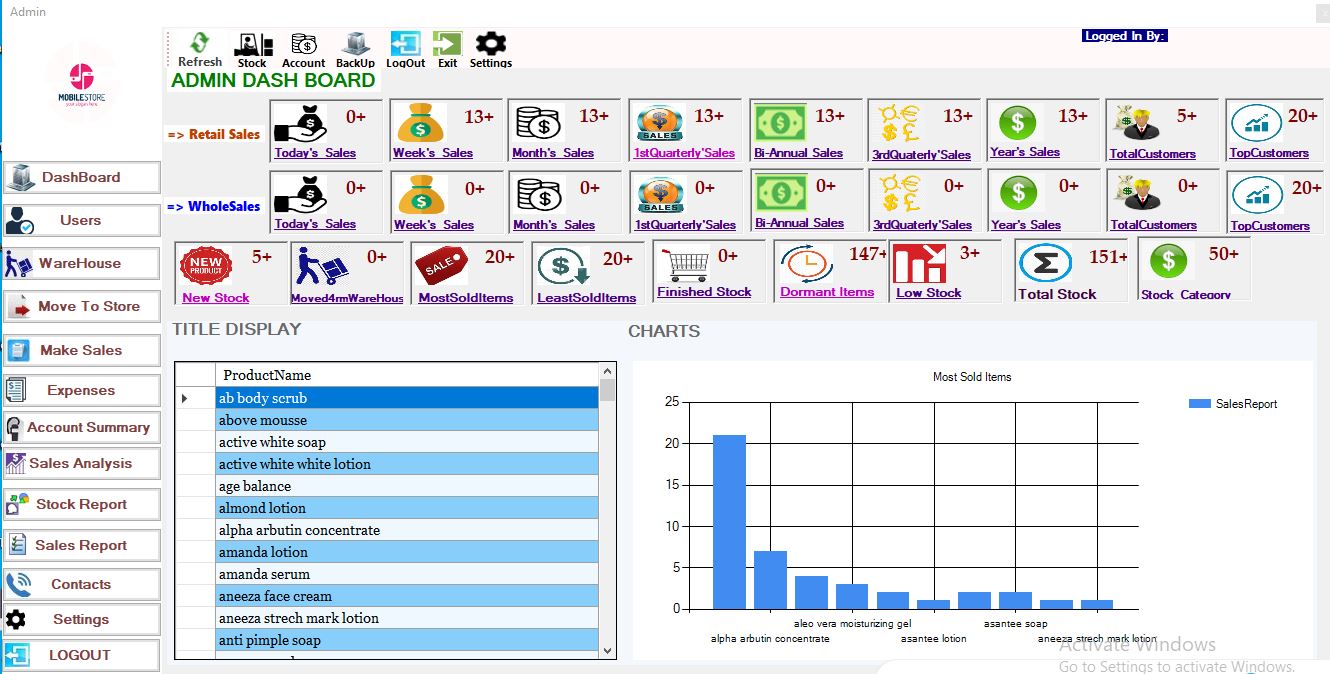 Admin
Logged In By:
Refresh Stock Account BackUp LogOut Exit Settings
ADMIN DASH BOARD
MOBILESTORE
=> Retail Sales
0+ 13+ 13+ 13+ 13+ 13+ 13+ 5+ 20+
SALES
Today's Sales Week's Sales Month's Sales 1stQuarterly'Sales Bi-Annual Sales 3rdQuaterly'Sales Year's Sales TotalCustomers TopCustomers
=> WholeSales
0+ 0+ 0+ 0+ 0+ 0+ 0+ 0+ 20+
SALES
Today's Sales Week's Sales Month's Sales 1stQuarterly'Sales Bi-Annual Sales 3rdQuaterly'Sales Year's Sales TotalCustomers TopCustomers
5+ 0+ 20+ 20+ 0+ 147+ 3+ 151+ 50+
NEW PRODUCT
SALE
New Stock Moved4rmWareHous MostSoldItems LeastSoldItems Finished Stock Dormant Items Low Stock Total Stock Stock Category
DashBoard
Users
WareHouse
Move To Store
Make Sales
Expenses
Account Summary
Sales Analysis
Stock Report
Sales Report
Contacts
Settings
LOGOUT
TITLE DISPLAY
ProductName
ab body scrub
above mousse
active white soap
active white white lotion
age balance
almond lotion
alpha arbutin concentrate
amanda lotion
amanda serum
aneeza face cream
aneeza strech mark lotion
anti pimple soap
CHARTS
Most Sold Items
SalesReport
25
20
15
10
5
0
aleo vera moisturizing gel asantee soap
alpha arbutin concentrate asantee lotion aneeza strech mark lotion
Activate Windows
Go to Settings to activate Windows.